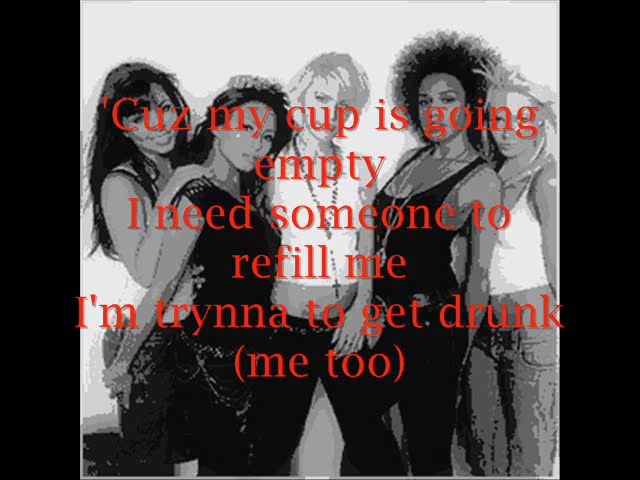 'Cuz my cup is going
empty
I need someone to
refill me
I'm trynna to get drunk
(me too)